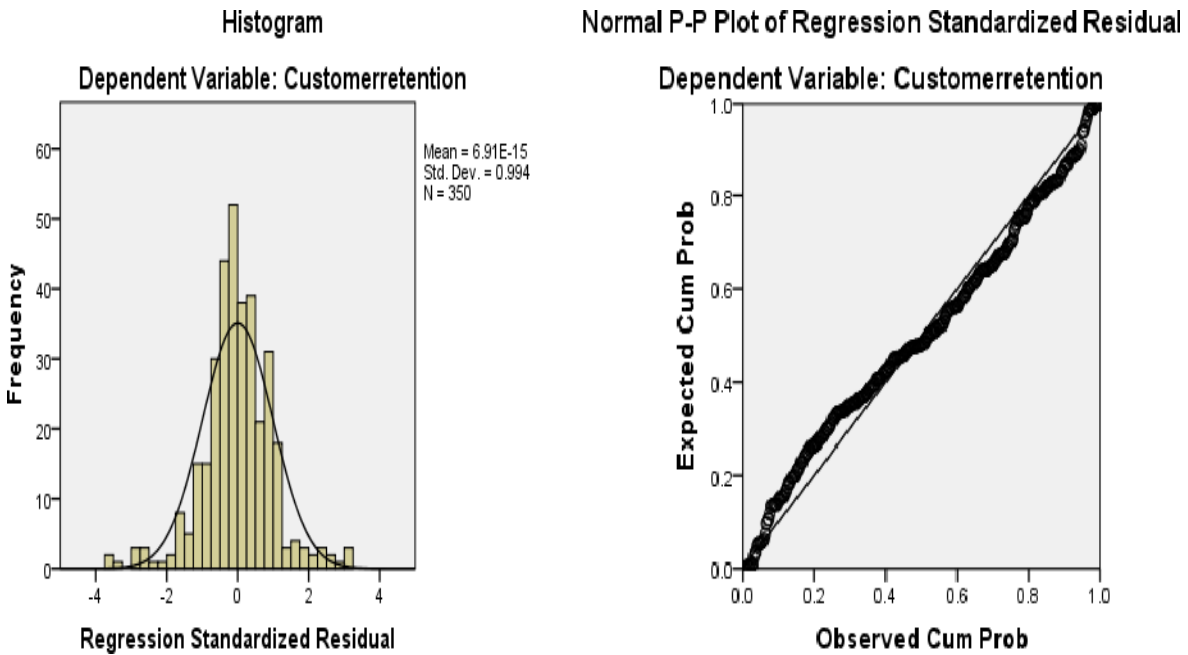 Histogram
Dependent Variable: Customerretention
Mean = 6.91E-15
Std. Dev. = 0.994
N = 350
60
50
40
30
20
10
0
Frequency
-4 -2 0 2 4
Regression Standardized Residual
Normal P-P Plot of Regression Standardized Residual
Dependent Variable: Customerretention
1.0
0.8
0.6
0.4
0.2
0.0
Expected Cum Prob
0.0 0.2 0.4 0.6 0.8 1.0
Observed Cum Prob